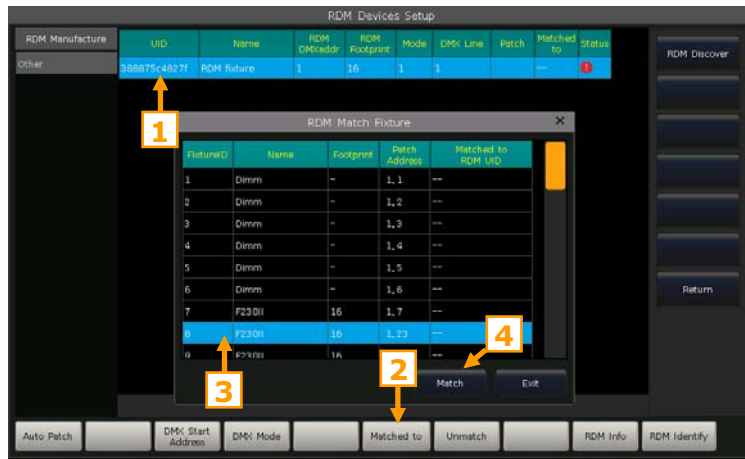 RDM Devices Setup
RDM Manufacture
Other
UID Name RDM DMXaddr RDM Footprint Mode DMX Line Patch Matched to Status
388875c4827f RDM fixture 1 16 1 1 --
RDM Discover
Return
1
RDM Match Fixture ×
FixtureID Name Footprint Patch Address Matched to RDM UID
1 Dimm - 1,1 --
2 Dimm - 1,2 --
3 Dimm - 1,3 --
4 Dimm - 1,4 --
5 Dimm - 1,5 --
6 Dimm - 1,6 --
7 F230II 16 1,7 --
8 F230II 16 1,23 --
9 F230II 16
4
2
3
Match Exit
Auto Patch
DMX Start Address
DMX Mode
Matched to
Unmatch
RDM Info
RDM Identify